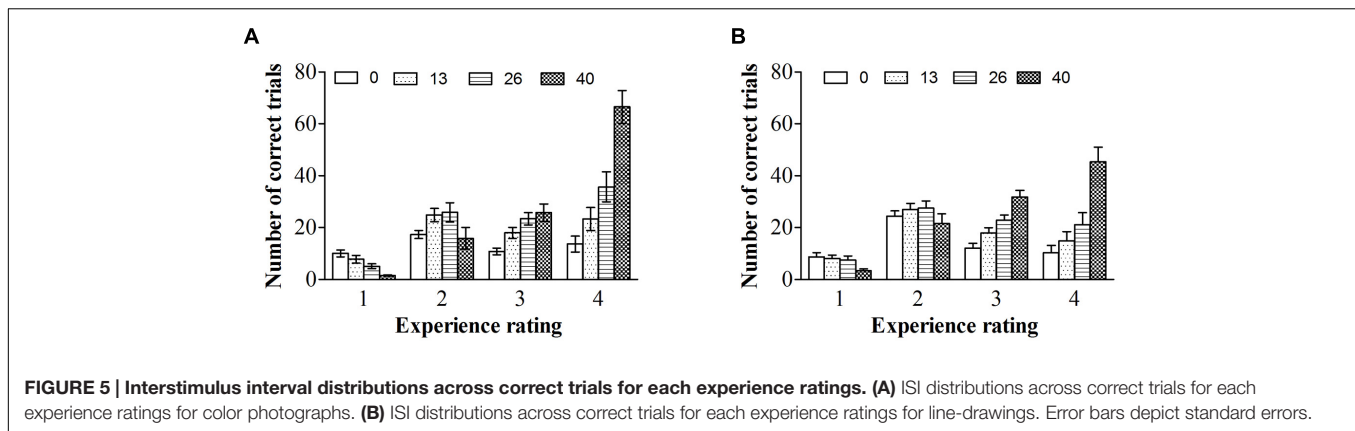 A
B
Number of correct trials
80
60
40
20
0
0 13 26 40
1 2 3 4
Experience rating
Number of correct trials
80
60
40
20
0
0 13 26 40
1 2 3 4
Experience rating
FIGURE 5 | Interstimulus interval distributions across correct trials for each experience ratings. (A) ISI distributions across correct trials for each
experience ratings for color photographs. (B) ISI distributions across correct trials for each experience ratings for line-drawings. Error bars depict standard errors.